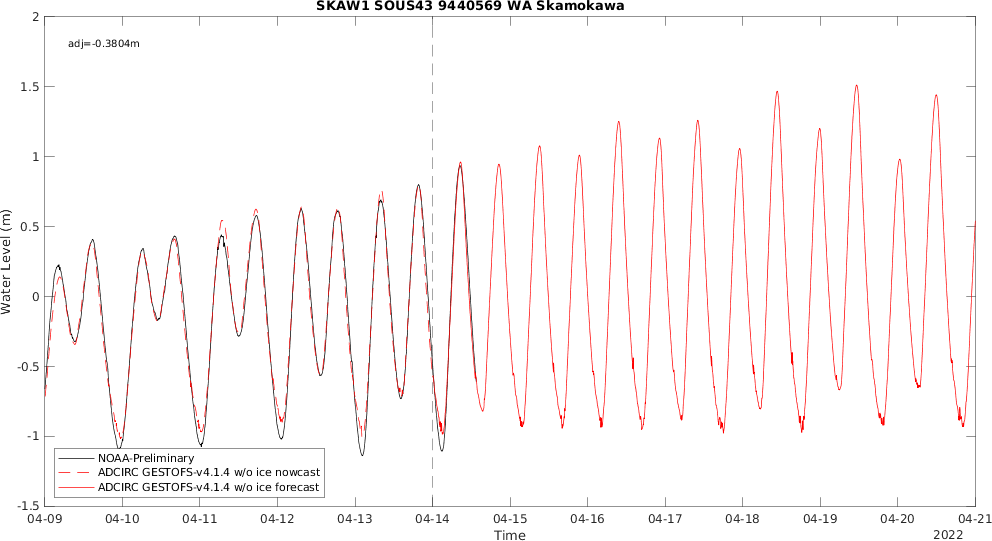 SKAW1 SOUS43 9440569 WA Skamokawa
adj=-0.3804m
2
1.5
1
0.5
0
-0.5
-1
-1.5
Water Level (m)
NOAA-Preliminary
ADCIRC GESTOFS-v4.1.4 w/o ice nowcast
ADCIRC GESTOFS-v4.1.4 w/o ice forecast
04-09 04-10 04-11 04-12 04-13 04-14 04-15 04-16 04-17 04-18 04-19 04-20 04-21
Time
2022